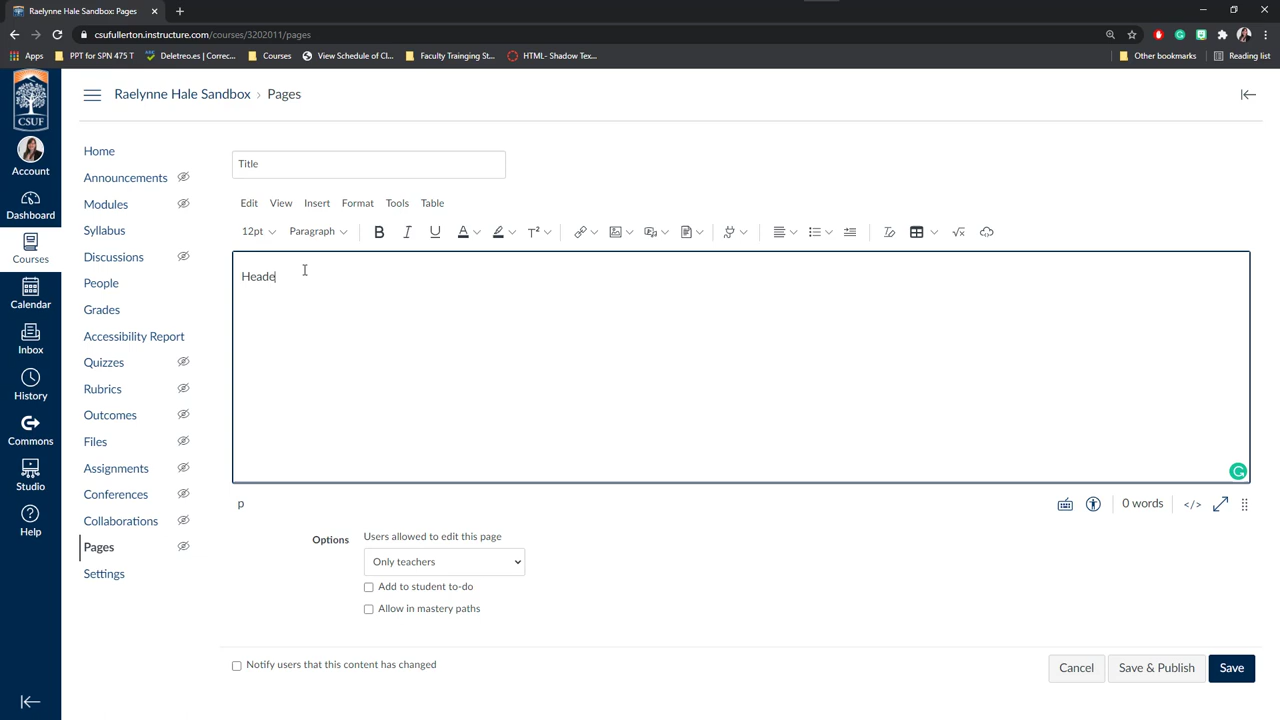 Raelynne Hale Sandbox: Pages
csufullerton.instructure.com/courses/3202011/pages
Apps
PPT for SPN 475 T
Deletreo.es | Correc...
Courses
View Schedule of Cl...
Faculty Trainging St...
HTML- Shadow Tex...
Other bookmarks
Reading list
CSUF
Account
Dashboard
Courses
Calendar
Inbox
History
Commons
Studio
Help
Raelynne Hale Sandbox › Pages
Home
Announcements
Modules
Syllabus
Discussions
People
Grades
Accessibility Report
Quizzes
Rubrics
Outcomes
Files
Assignments
Conferences
Collaborations
Pages
Settings
Title
Edit View Insert Format Tools Table
12pt Paragraph B I U A T²
Heade
p
0 words </>
Options
Users allowed to edit this page
Only teachers
Add to student to-do
Allow in mastery paths
Notify users that this content has changed
Cancel
Save & Publish
Save